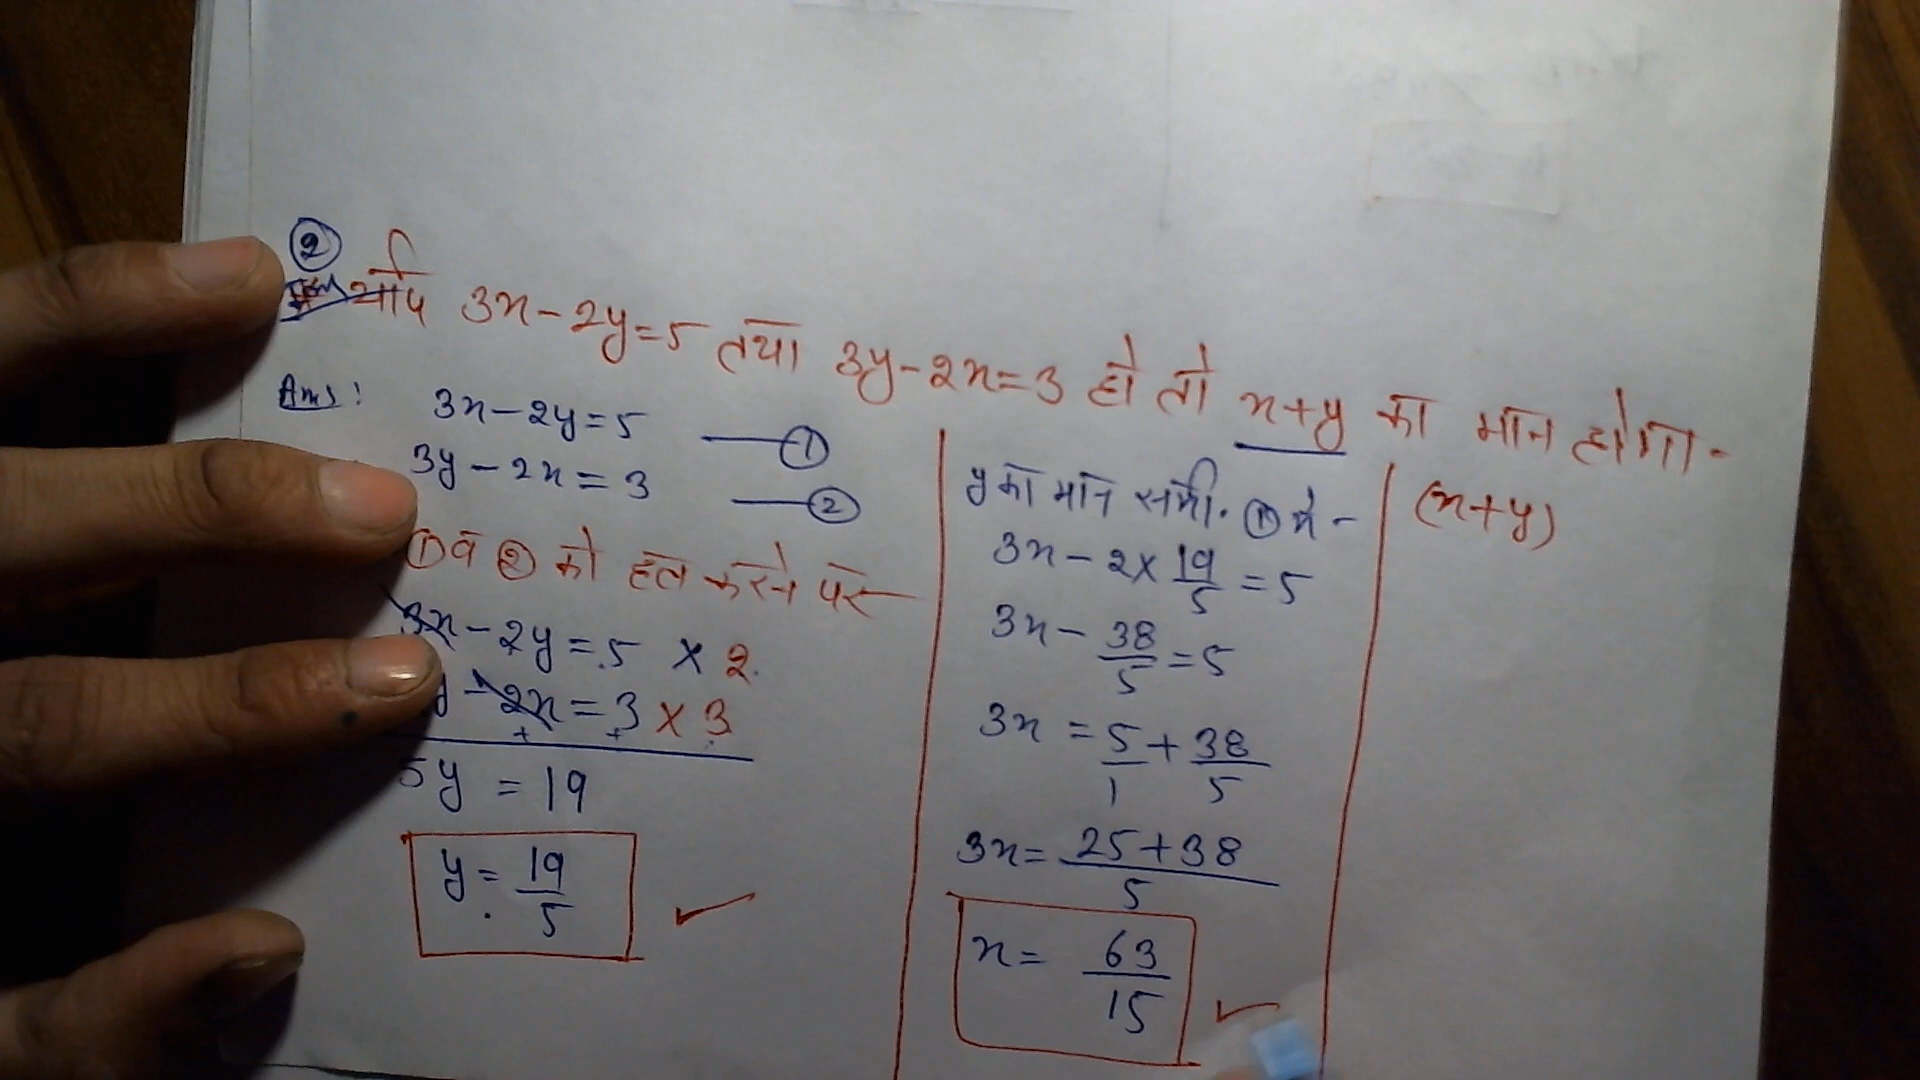 ②
यदि 3x-2y=5 तथा 3y-2x=3 हो तो x+y का मान होगा-
Ans:
3x-2y=5 —①
3y-2x=3 —②
① व ② को हल करने पर
3x-2y=5 × 2
y-2x=3 × 3
+ +
5y = 19
y = 19/5
y का मान समी. ① मे -
3x - 2 × 19/5 = 5
3x - 38/5 = 5
3x = 5/1 + 38/5
3x = 25+38/5
x = 63/15
(x+y)